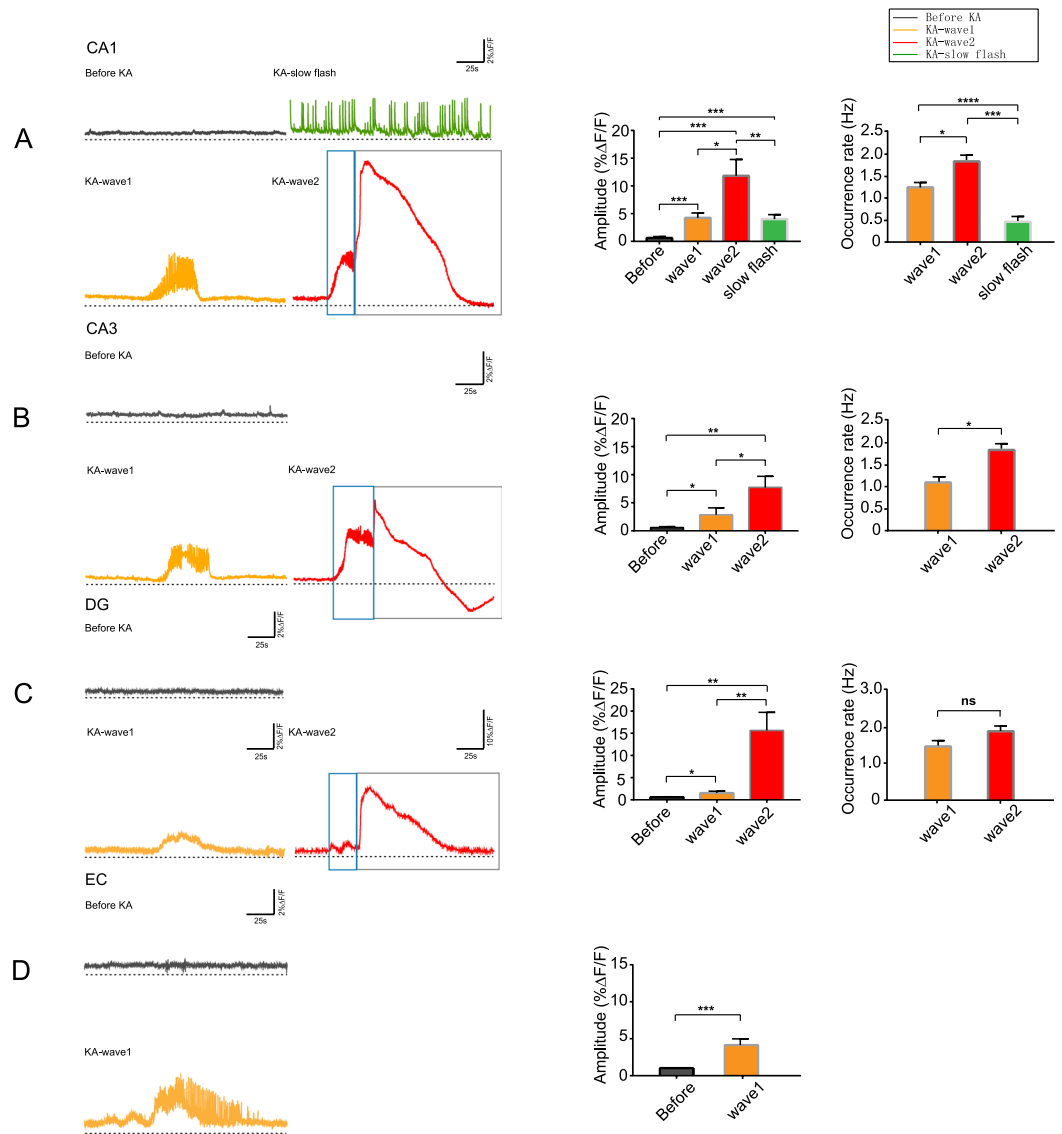 Before KA
KA-wave1
KA-wave2
KA-slow flash
CA1
Before KA
KA-slow flash
25s
2%ΔF/F
A
KA-wave1
KA-wave2
Amplitude (%ΔF/F)
20
15
10
5
0
***
***
*
**
***
Before
wave1
wave2
slow flash
Occurrence rate (Hz)
2.5
2.0
1.5
1.0
0.5
0
****
***
*
wave1
wave2
slow flash
CA3
Before KA
25s
2%ΔF/F
B
KA-wave1
KA-wave2
Amplitude (%ΔF/F)
20
15
10
5
0
**
*
*
Before
wave1
wave2
Occurrence rate (Hz)
2.5
2.0
1.5
1.0
0.5
0
*
wave1
wave2
DG
Before KA
25s
2%ΔF/F
C
KA-wave1
25s
2%ΔF/F
KA-wave2
25s
10%ΔF/F
Amplitude (%ΔF/F)
25
20
15
10
5
0
**
**
*
Before
wave1
wave2
Occurrence rate (Hz)
3.0
2.0
1.0
0
ns
wave1
wave2
EC
Before KA
25s
2%ΔF/F
D
KA-wave1
Amplitude (%ΔF/F)
15
10
5
0
***
Before
wave1